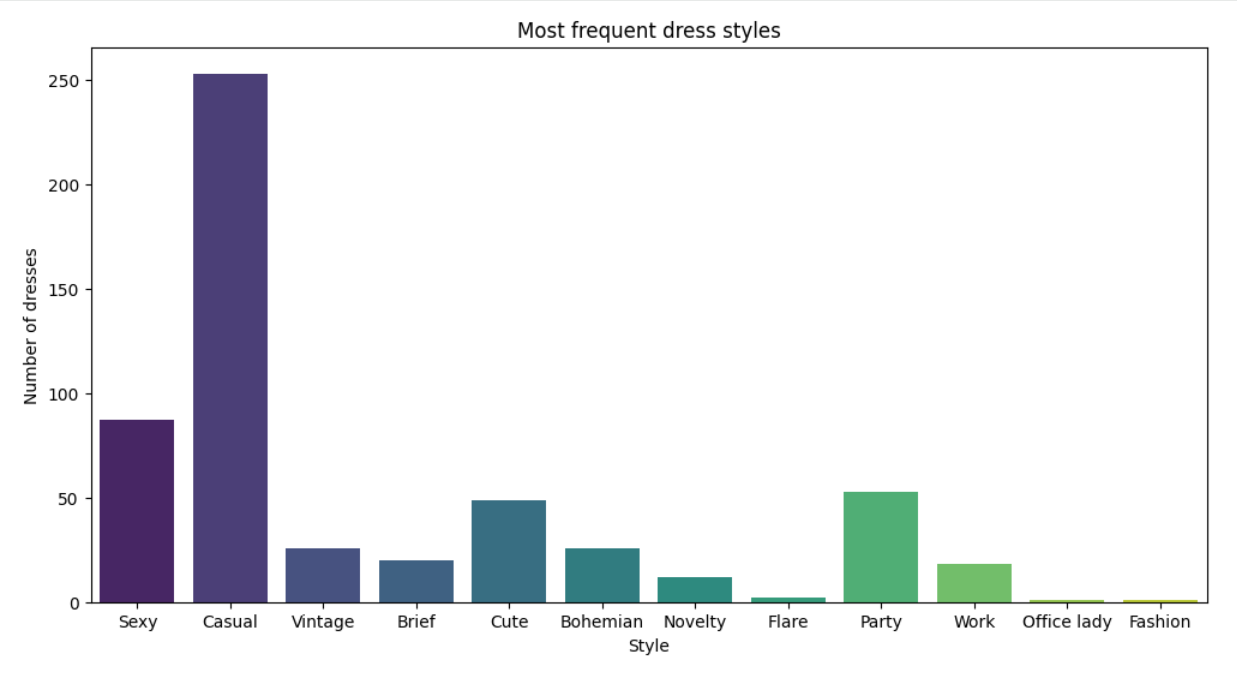 Most frequent dress styles
250
200
150
100
50
0
Number of dresses
Sexy Casual Vintage Brief Cute Bohemian Novelty Flare Party Work Office lady Fashion
Style